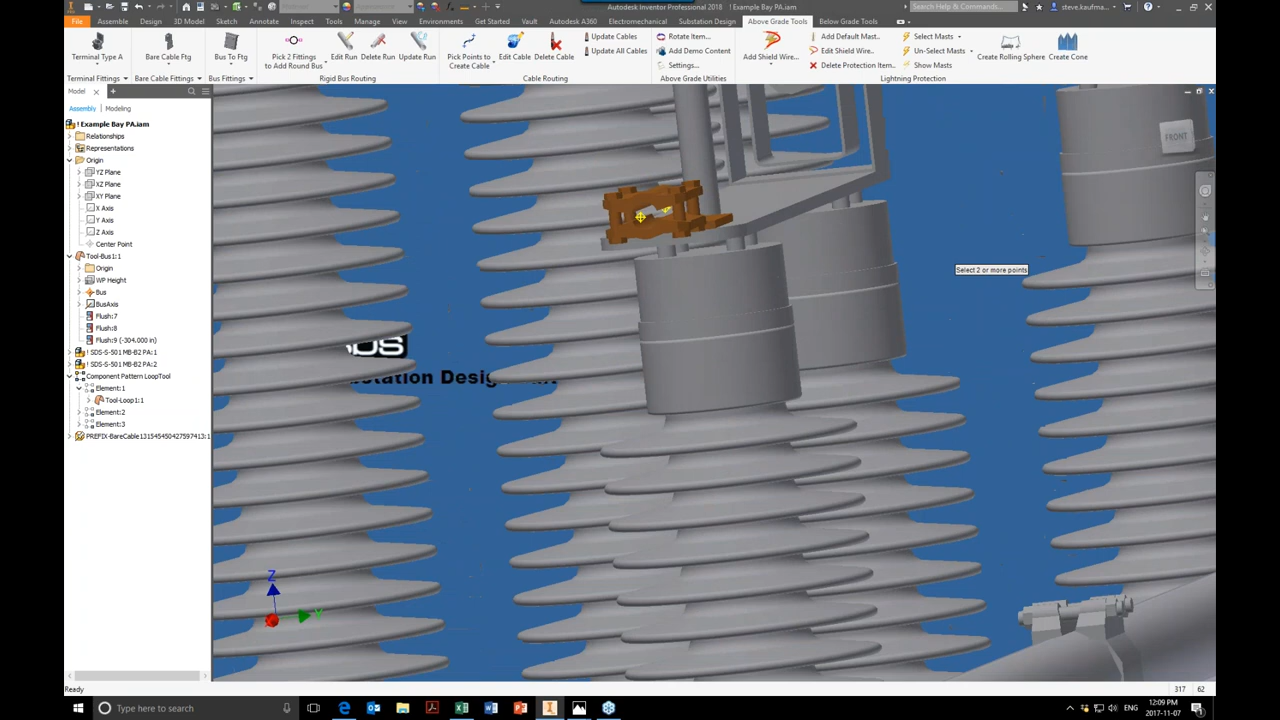 Autodesk Inventor Professional 2018 ! Example Bay PA.iam
Search Help & Commands...
steve.kaufma...
File Assemble Design 3D Model Sketch Annotate Inspect Tools Manage View Environments Get Started Vault Autodesk A360 Electromechanical Substation Design Above Grade Tools Below Grade Tools
Terminal Type A
Bare Cable Ftg
Bus To Ftg
Pick 2 Fittings to Add Round Bus
Edit Run
Delete Run
Update Run
Pick Points to Create Cable
Edit Cable
Delete Cable
Update Cables
Update All Cables
Rotate Item...
Add Demo Content
Settings...
Add Shield Wire...
Add Default Mast..
Edit Shield Wire..
Delete Protection Item..
Select Masts
Un-Select Masts
Show Masts
Create Rolling Sphere
Create Cone
Terminal Fittings
Bare Cable Fittings
Bus Fittings
Rigid Bus Routing
Cable Routing
Above Grade Utilities
Lightning Protection
Model
Assembly Modeling
! Example Bay PA.iam
Relationships
Representations
Origin
YZ Plane
XZ Plane
XY Plane
X Axis
Y Axis
Z Axis
Center Point
Tool-Bus1:1
Origin
WP Height
Bus
BusAxis
Flush:7
Flush:8
Flush:9 (-304.000 in)
! SDS-S-501 MB-B2 PA:1
! SDS-S-501 MB-B2 PA:2
Component Pattern LoopTool
Element:1
Tool-Loop1:1
Element:2
Element:3
PREFIX-BareCable131545450427597413:1
FRONT
Select 2 or more points
SDS
Z
Y
Ready
317 62
Type here to search
ENG
12:09 PM
2017-11-07